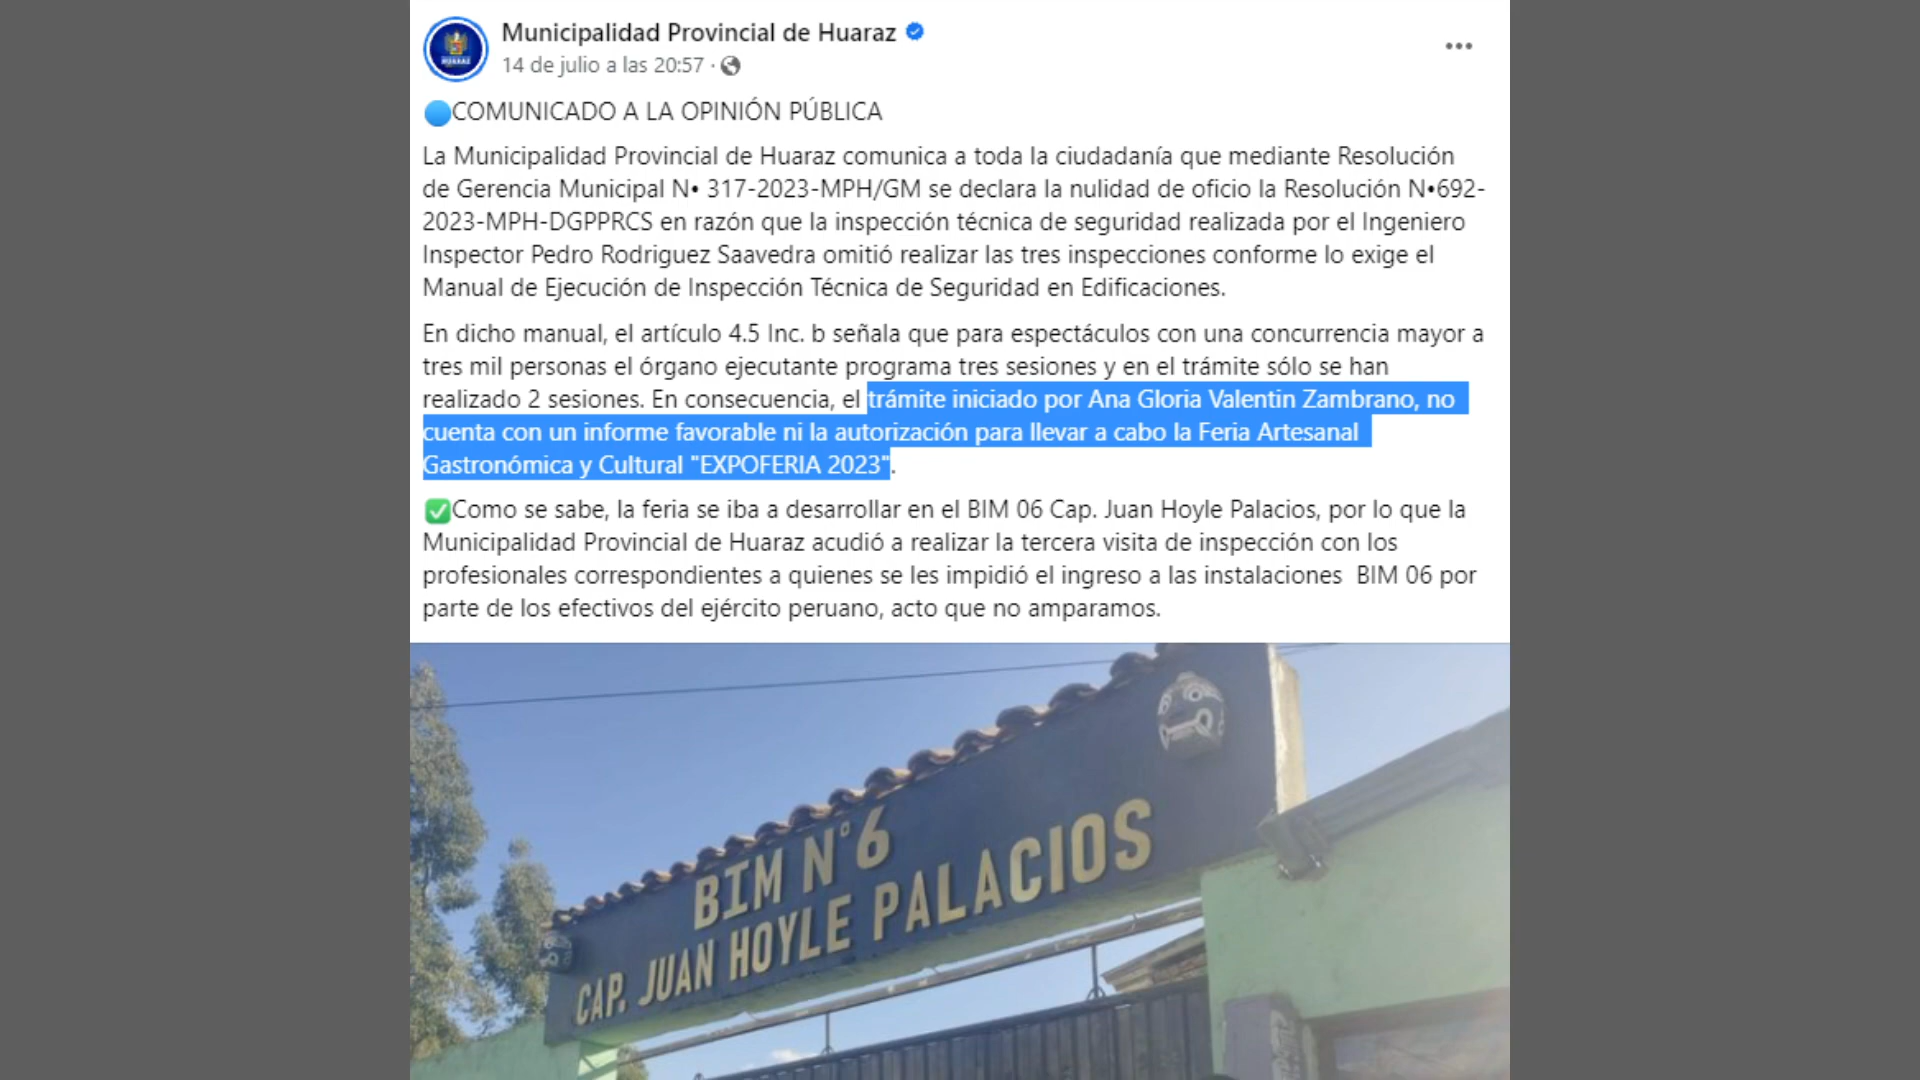 Municipalidad Provincial de Huaraz
14 de julio a las 20:57 ·
COMUNICADO A LA OPINIÓN PÚBLICA
La Municipalidad Provincial de Huaraz comunica a toda la ciudadanía que mediante Resolución
de Gerencia Municipal N• 317-2023-MPH/GM se declara la nulidad de oficio la Resolución N•692-
2023-MPH-DGPPRCS en razón que la inspección técnica de seguridad realizada por el Ingeniero
Inspector Pedro Rodriguez Saavedra omitió realizar las tres inspecciones conforme lo exige el
Manual de Ejecución de Inspección Técnica de Seguridad en Edificaciones.
En dicho manual, el artículo 4.5 Inc. b señala que para espectáculos con una concurrencia mayor a
tres mil personas el órgano ejecutante programa tres sesiones y en el trámite sólo se han
realizado 2 sesiones. En consecuencia, el trámite iniciado por Ana Gloria Valentin Zambrano, no
cuenta con un informe favorable ni la autorización para llevar a cabo la Feria Artesanal
Gastronómica y Cultural "EXPOFERIA 2023".
Como se sabe, la feria se iba a desarrollar en el BIM 06 Cap. Juan Hoyle Palacios, por lo que la
Municipalidad Provincial de Huaraz acudió a realizar la tercera visita de inspección con los
profesionales correspondientes a quienes se les impidió el ingreso a las instalaciones  BIM 06 por
parte de los efectivos del ejército peruano, acto que no amparamos.
BIM N°6
CAP. JUAN HOYLE PALACIOS
HUARAZ